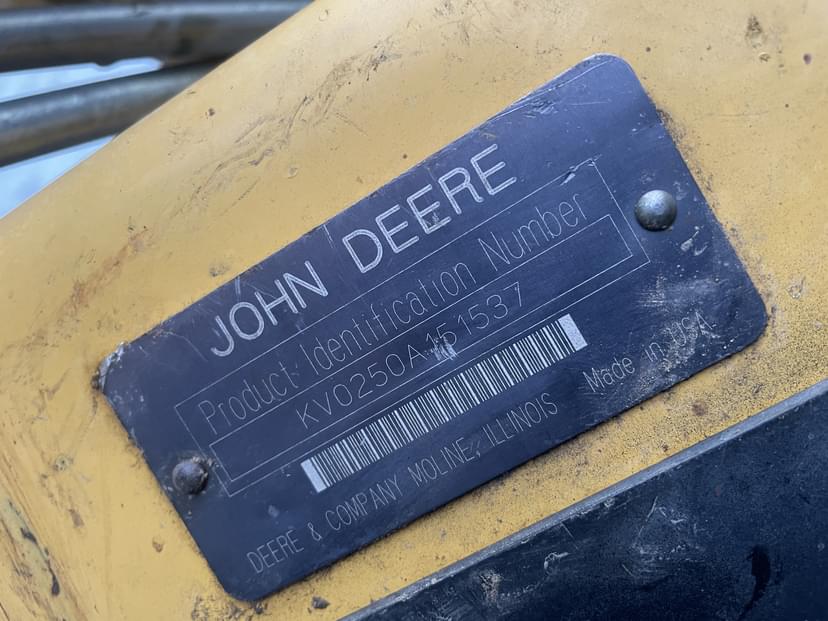 JOHN DEERE
Product Identification Number
KV0250A151537
DEERE & COMPANY MOLINE, ILLINOIS Made in USA